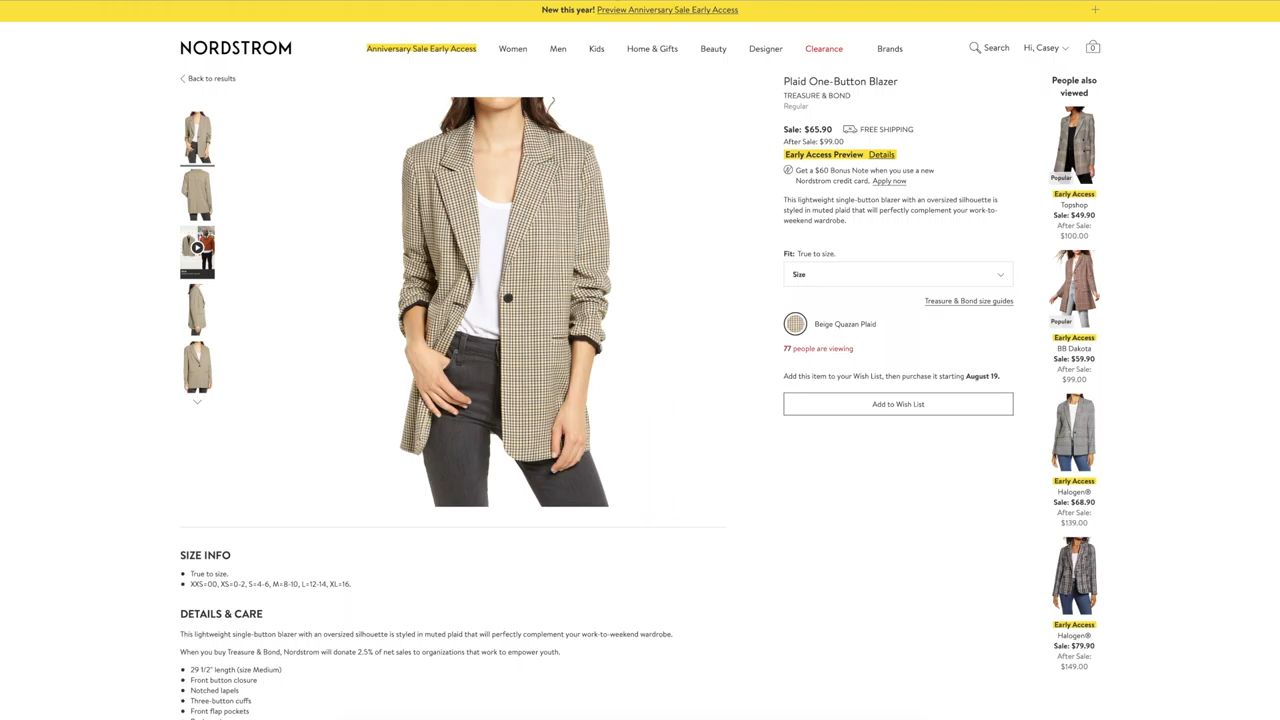 New this year! Preview Anniversary Sale Early Access
NORDSTROM
Anniversary Sale Early Access
Women
Men
Kids
Home & Gifts
Beauty
Designer
Clearance
Brands
Search
Hi, Casey
0
Back to results
Plaid One-Button Blazer
TREASURE & BOND
Regular
Sale: $65.90 FREE SHIPPING
After Sale: $99.00
Early Access Preview Details
Get a $60 Bonus Note when you use a new
Nordstrom credit card. Apply now
This lightweight single-button blazer with an oversized silhouette is
styled in muted plaid that will perfectly complement your work-to-
weekend wardrobe.
Fit: True to size.
Size
Treasure & Bond size guides
Beige Quazan Plaid
77 people are viewing
Add this item to your Wish List, then purchase it starting August 19.
Add to Wish List
People also
viewed
Popular
Early Access
Topshop
Sale: $49.90
After Sale:
$100.00
Popular
Early Access
BB Dakota
Sale: $59.90
After Sale:
$99.00
Early Access
Halogen®
Sale: $68.90
After Sale:
$139.00
Early Access
Halogen®
Sale: $79.90
After Sale:
$149.00
SIZE INFO
True to size.
XXS=00, XS=0-2, S=4-6, M=8-10, L=12-14, XL=16.
DETAILS & CARE
This lightweight single-button blazer with an oversized silhouette is styled in muted plaid that will perfectly complement your work-to-weekend wardrobe.
When you buy Treasure & Bond, Nordstrom will donate 2.5% of net sales to organizations that work to empower youth.
29 1/2" length (size Medium)
Front button closure
Notched lapels
Three-button cuffs
Front flap pockets